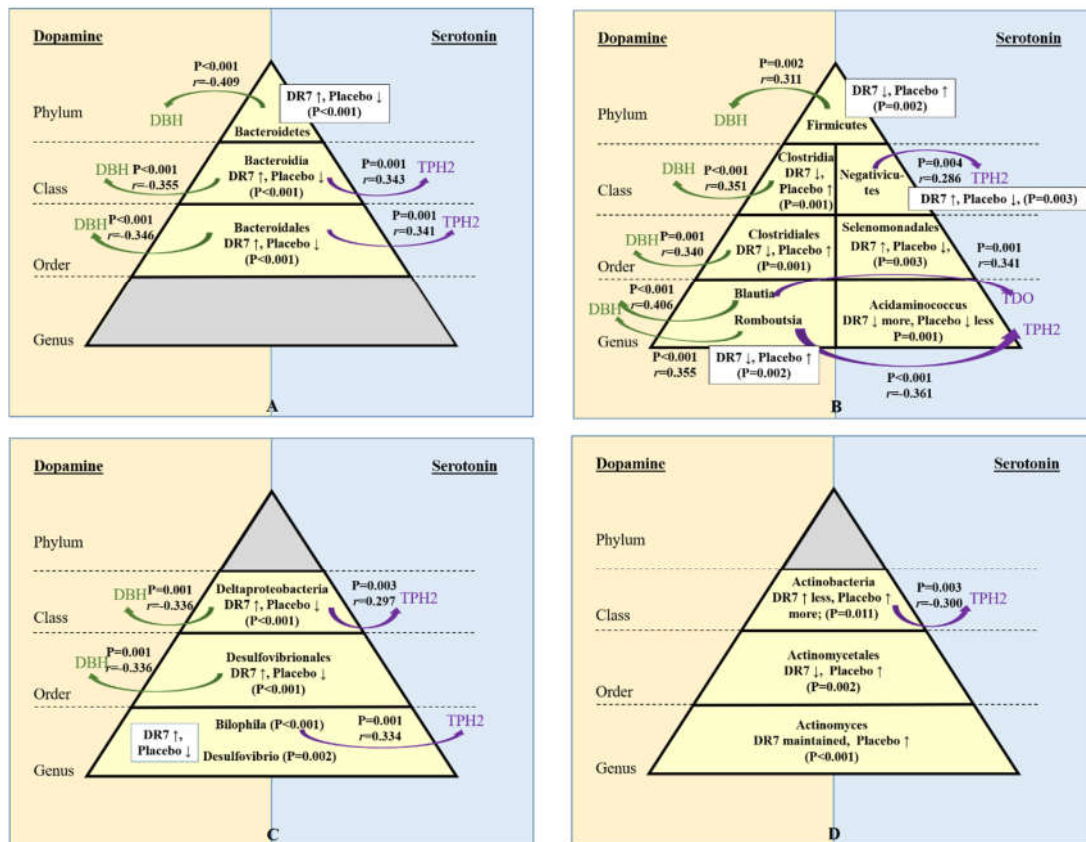 Dopamine
Serotonin
P<0.001
r=-0.409
DR7 ↑, Placebo ↓
(P<0.001)
Phylum
DBH
Bacteroidetes
DBH
P<0.001
r=-0.355
Bacteroidia
DR7 ↑, Placebo ↓
(P<0.001)
P=0.001
r=0.343
TPH2
Class
DBH
P<0.001
r=-0.346
Bacteroidales
DR7 ↑, Placebo ↓
(P<0.001)
P=0.001
r=0.341
TPH2
Order
Genus
A
Dopamine
Serotonin
P=0.002
r=0.311
DR7 ↓, Placebo ↑
(P=0.002)
Phylum
DBH
Firmicutes
DBH
P<0.001
r=0.351
Clostridia
DR7 ↓,
Placebo ↑
(P=0.001)
Negativicu-
tes
P=0.004
r=0.286
TPH2
DR7 ↑, Placebo ↓, (P=0.003)
Class
DBH
P=0.001
r=0.340
Clostridiales
DR7 ↓, Placebo ↑
(P=0.001)
Selenomonadales
DR7 ↑, Placebo ↓,
(P=0.003)
P=0.001
r=0.341
Order
P<0.001
r=0.406
DBH
Blautia
Romboutsia
TDO
Acidaminococcus
DR7 ↓ more, Placebo ↓ less
P=0.001)
TPH2
Genus
P<0.001
r=0.355
DR7 ↓, Placebo ↑
(P=0.002)
P<0.001
r=-0.361
B
Dopamine
Serotonin
Phylum
DBH
P=0.001
r=-0.336
Deltaproteobacteria
DR7 ↑, Placebo ↓
(P<0.001)
P=0.003
r=0.297
TPH2
Class
P=0.001
DBH
r=-0.336
Desulfovibrionales
DR7 ↑, Placebo ↓
(P<0.001)
Order
DR7 ↑,
Placebo ↓
Bilophila (P<0.001)
P=0.001
r=0.334
TPH2
Desulfovibrio (P=0.002)
Genus
C
Dopamine
Serotonin
Phylum
Actinobacteria
DR7 ↑ less, Placebo ↑
more; (P=0.011)
P=0.003
r=-0.300
TPH2
Class
Actinomycetales
DR7 ↓, Placebo ↑
(P=0.002)
Order
Actinomyces
DR7 maintained, Placebo ↑
(P<0.001)
Genus
D